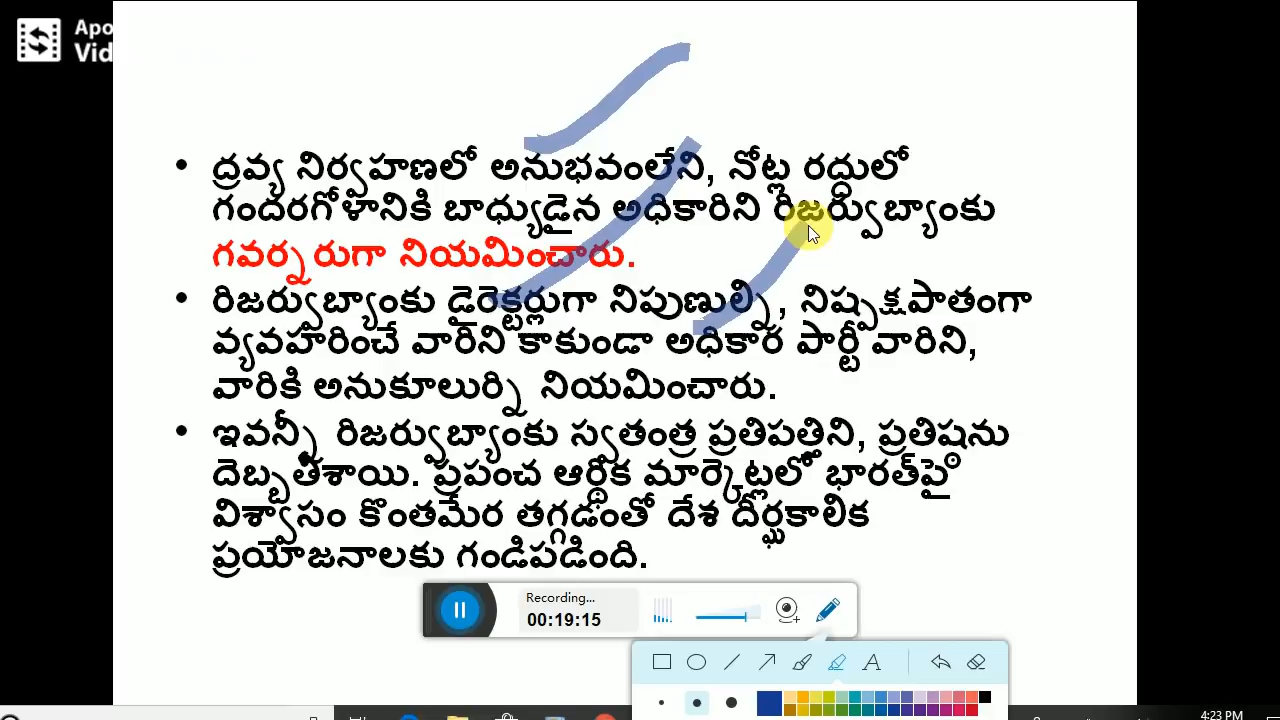 Apo
Vid
• ద్రవ్య నిర్వహణలో అనుభవంలేని, నోట్ల రద్దులో
గందరగోళానికి బాధ్యుడైన అధికారిని రిజర్వుబ్యాంకు
గవర్నరుగా నియమించారు.
• రిజర్వుబ్యాంకు డైరెక్టర్లుగా నిపుణుల్ని, నిష్పక్షపాతంగా
వ్యవహరించే వారిని కాకుండా అధికార పార్టీ వారిని,
వారికి అనుకూలుర్ని నియమించారు.
• ఇవన్నీ రిజర్వుబ్యాంకు స్వతంత్ర ప్రతిపత్తిని, ప్రతిష్ఠను
దెబ్బతీశాయి. ప్రపంచ ఆర్థిక మార్కెట్లలో భారత్‌పై
విశ్వాసం కొంతమేర తగ్గడంతో దేశ దీర్ఘకాలిక
ప్రయోజనాలకు గండిపడింది.
Recording...
00:19:15
A
4:23 PM